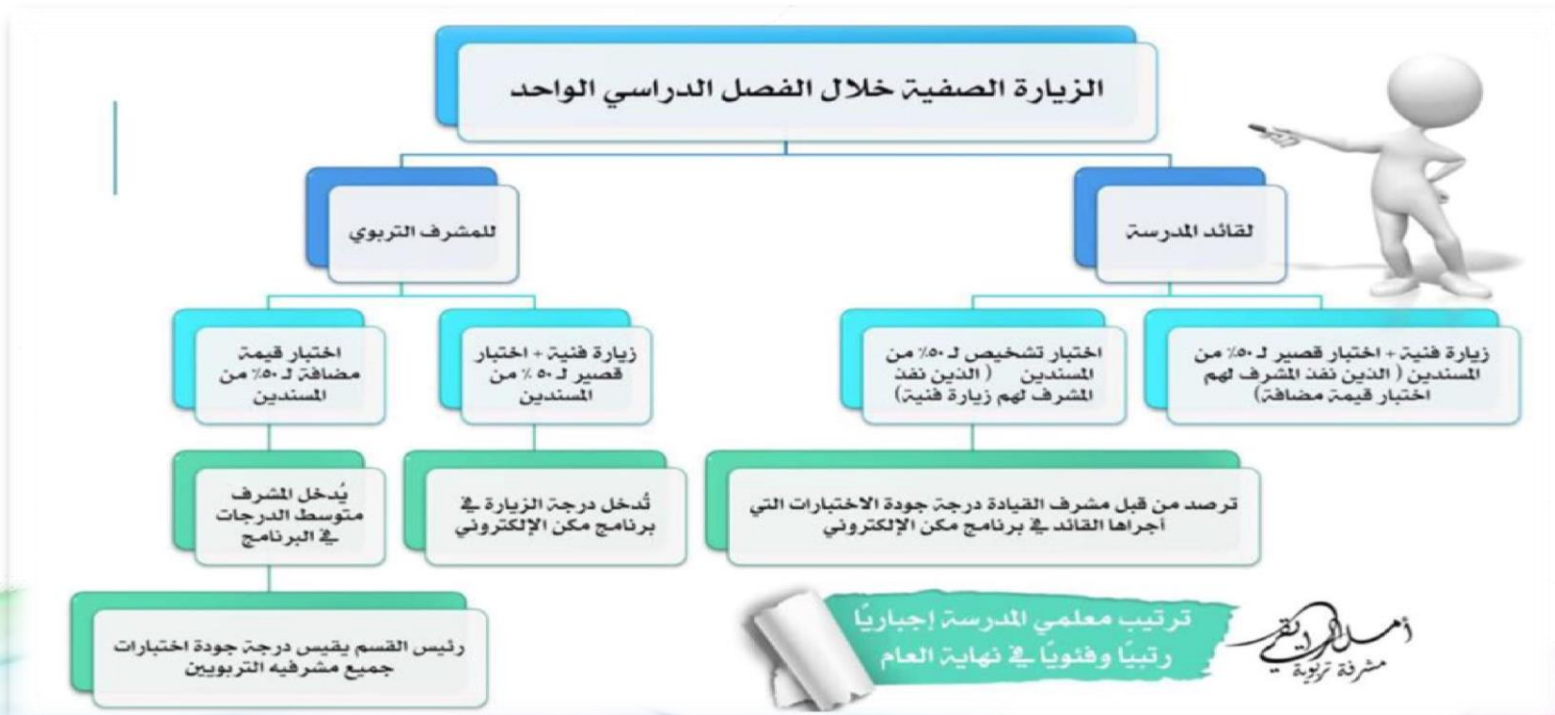 الزيارة الصفية خلال الفصل الدراسي الواحد
لقائد المدرسة
للمشرف التربوي
زيارة فنية + اختبار قصير لـ ٥٠٪ من
المسندين ( الذين نفذ المشرف لهم
اختبار قيمة مضافة)
اختبار تشخيص لـ ٥٠٪ من
المسندين ( الذين نفذ
المشرف لهم زيارة فنية)
زيارة فنية + اختبار
قصير لـ ٥٠ ٪ من
المسندين
اختبار قيمة
مضافة لـ ٥٠٪ من
المسندين
ترصد من قبل مشرف القيادة درجة جودة الاختبارات التي
أجراها القائد في برنامج مكن الإلكتروني
تُدخل درجة الزيارة في
برنامج مكن الإلكتروني
يُدخل المشرف
متوسط الدرجات
في البرنامج
رئيس القسم يقيس درجة جودة اختبارات
جميع مشرفيه التربويين
ترتيب معلمي المدرسة إجباريًا
رتبيًا وفئويًا في نهاية العام
مشرفة تربوية